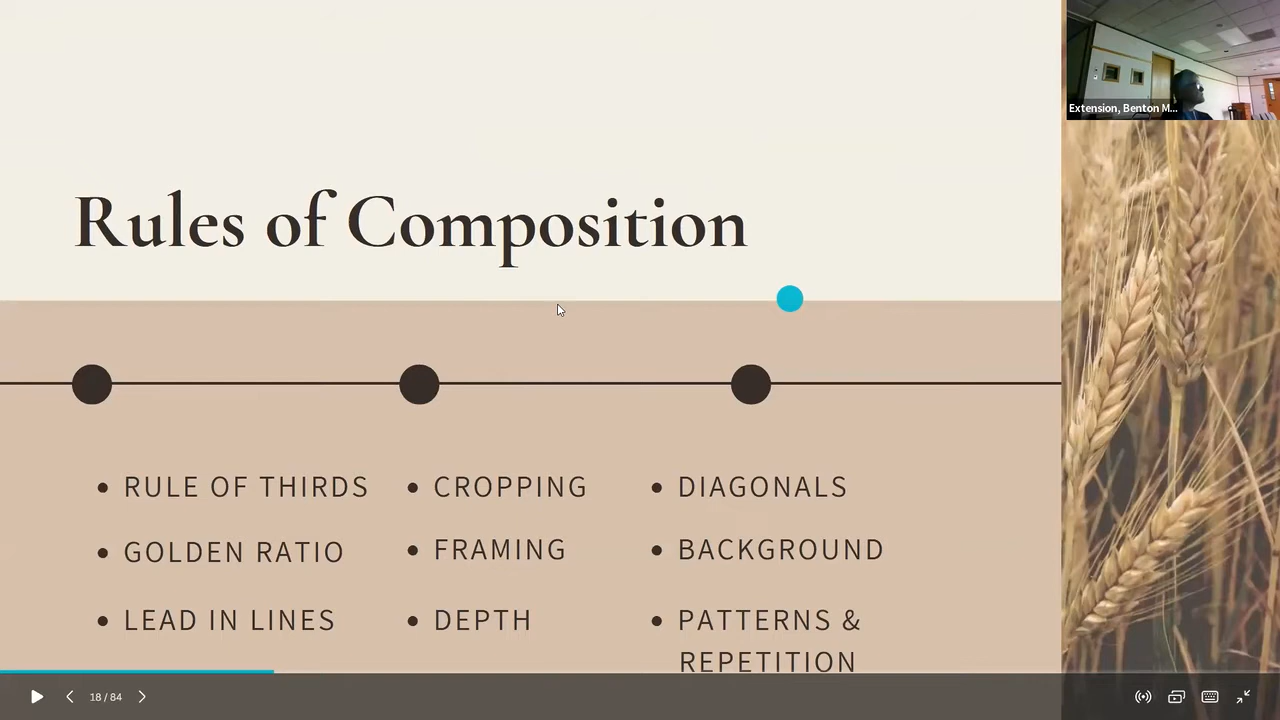 Extension, Benton M...
Rules of Composition
• RULE OF THIRDS
• GOLDEN RATIO
• LEAD IN LINES
• CROPPING
• FRAMING
• DEPTH
• DIAGONALS
• BACKGROUND
• PATTERNS &
REPETITION
18 / 84